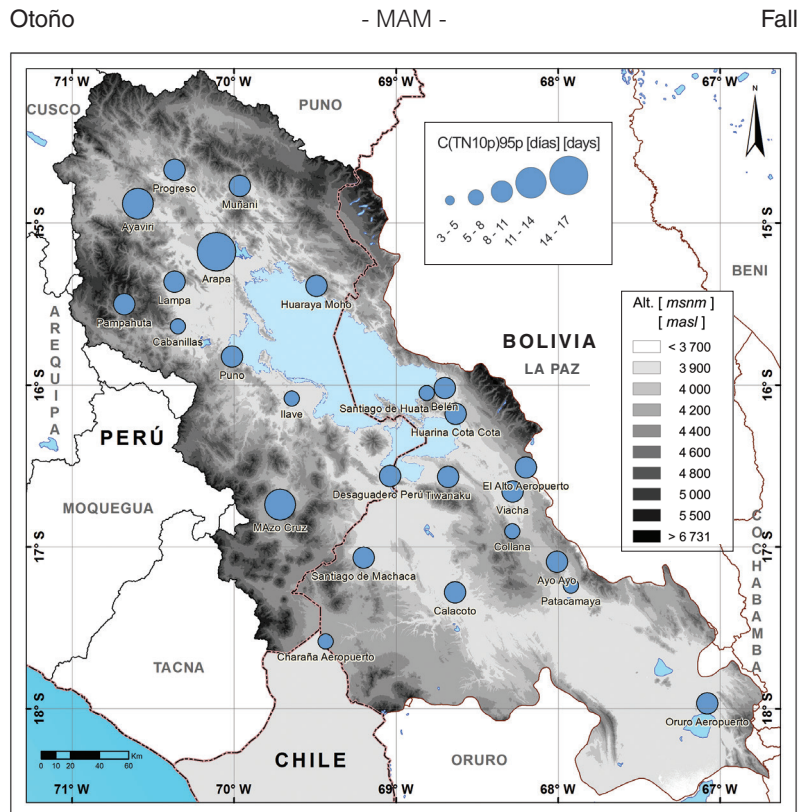 Otoño - MAM - Fall
71°W 70°W 69°W 68°W 67°W
CUSCO
PUNO
N
C(TN10p)95p [días] [days]
3 - 5
5 - 8
8 - 11
11 - 14
14 - 17
Progreso
Muñani
Ayaviri
15°S
15°S
Arapa
BENI
Lampa
Huaraya Moho
Pampahuta
Cabanillas
AREQUIPA
BOLIVIA
LA PAZ
Puno
16°S
16°S
Ilave
Santiago de Huata
Belén
Huarina Cota Cota
PERÚ
Desaguadero Perú
Tiwanaku
El Alto Aeropuerto
Viacha
MOQUEGUA
MAzo Cruz
Collana
17°S
17°S
Santiago de Machaca
Ayo Ayo
Patacamaya
Calacoto
COCHABAMBA
Charaña Aeropuerto
TACNA
18°S
18°S
Oruro Aeropuerto
CHILE
ORURO
Alt. [ msnm ]
[ masl ]
< 3 700
3 900
4 000
4 200
4 400
4 600
4 800
5 000
5 500
> 6 731
Km
0 10 20 40 60
71°W 70°W 69°W 68°W 67°W